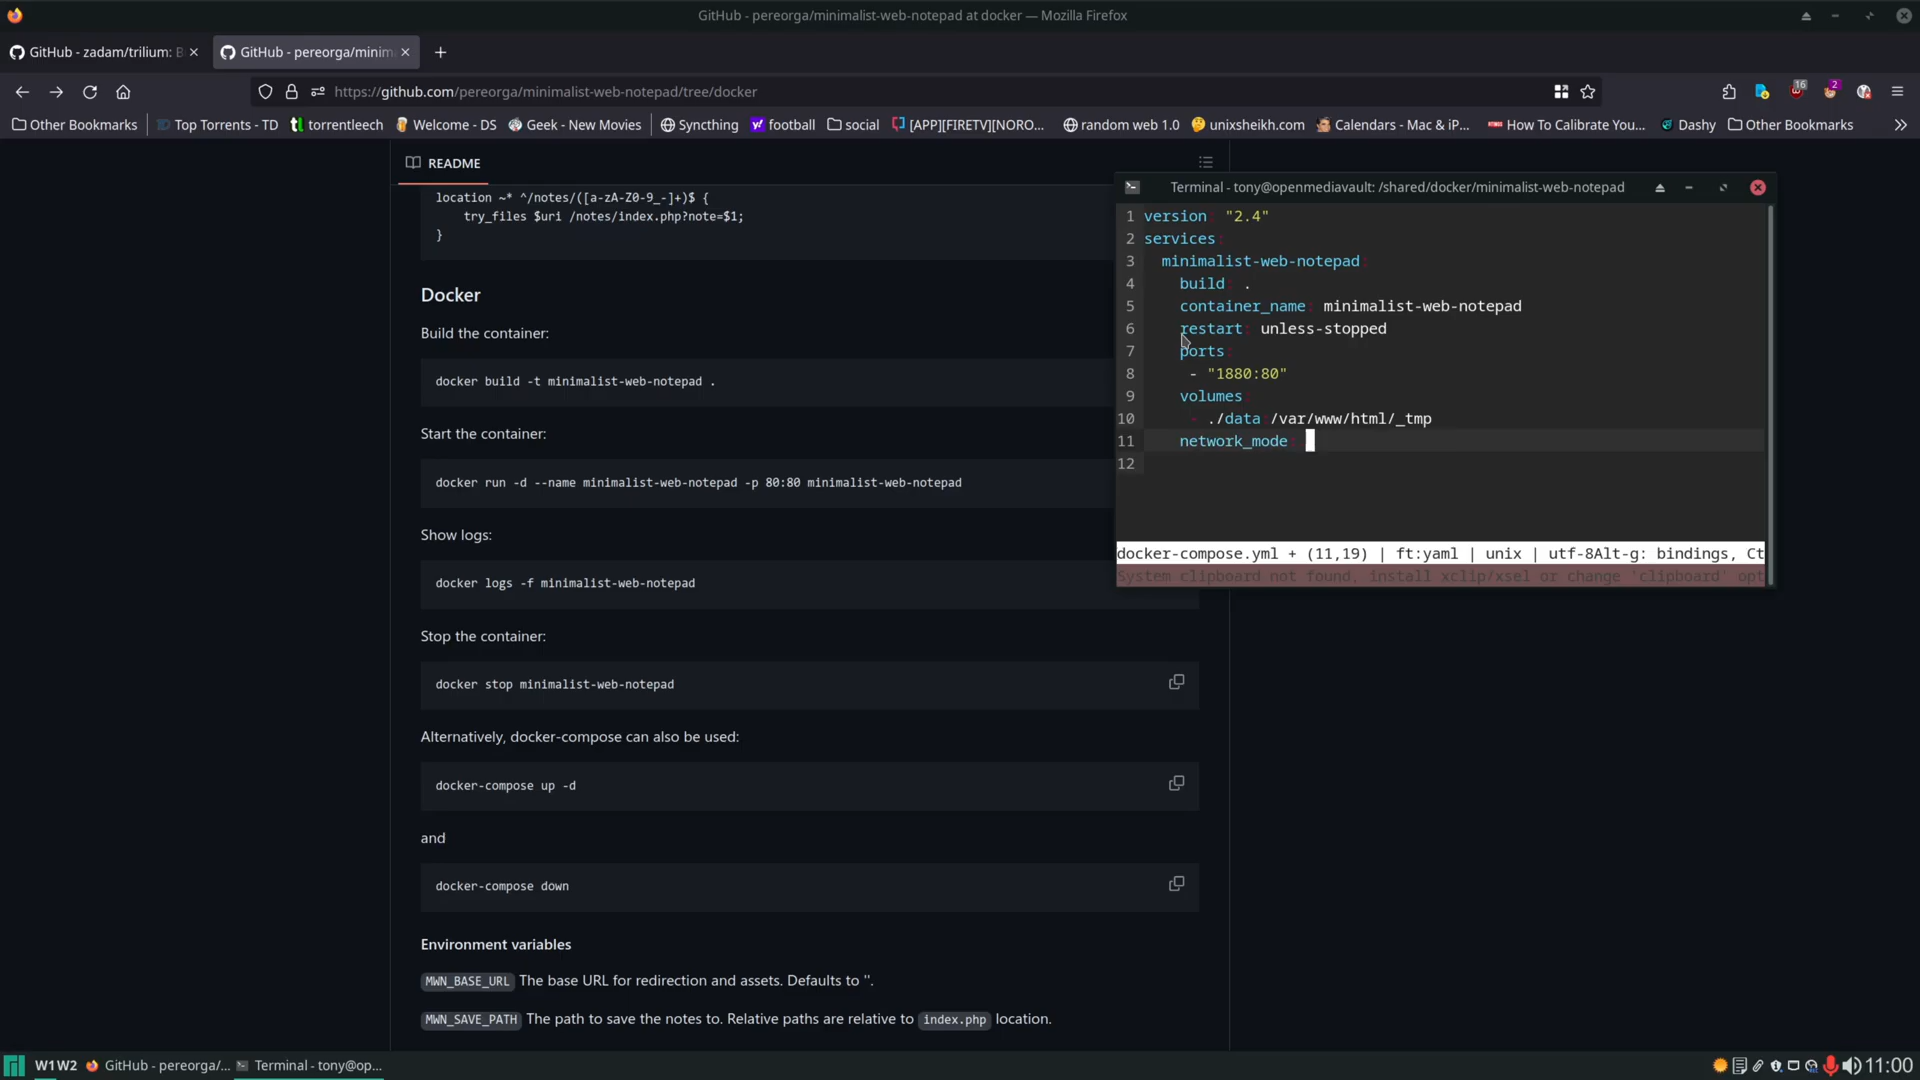 GitHub - pereorga/minimalist-web-notepad at docker — Mozilla Firefox
GitHub - zadam/trilium: B
GitHub - pereorga/minim
https://github.com/pereorga/minimalist-web-notepad/tree/docker
16
2
Other Bookmarks
Top Torrents - TD
torrentleech
Welcome - DS
Geek - New Movies
Syncthing
football
social
[APP][FIRETV][NORO...
random web 1.0
unixsheikh.com
Calendars - Mac & iP...
How To Calibrate You...
Dashy
Other Bookmarks
README
location ~* ^/notes/([a-zA-Z0-9_-]+)$ {
try_files $uri /notes/index.php?note=$1;
}
Docker
Build the container:
docker build -t minimalist-web-notepad .
Start the container:
docker run -d --name minimalist-web-notepad -p 80:80 minimalist-web-notepad
Show logs:
docker logs -f minimalist-web-notepad
Stop the container:
docker stop minimalist-web-notepad
Alternatively, docker-compose can also be used:
docker-compose up -d
and
docker-compose down
Environment variables
MWN_BASE_URL The base URL for redirection and assets. Defaults to ''.
MWN_SAVE_PATH The path to save the notes to. Relative paths are relative to index.php location.
Terminal - tony@openmediavault: /shared/docker/minimalist-web-notepad
1 version: "2.4"
2 services:
3 minimalist-web-notepad:
4 build: .
5 container_name: minimalist-web-notepad
6 restart: unless-stopped
7 ports:
8 - "1880:80"
9 volumes:
10 - ./data:/var/www/html/_tmp
11 network_mode:
12
docker-compose.yml + (11,19) | ft:yaml | unix | utf-8Alt-g: bindings, Ct
System clipboard not found, install xclip/xsel or change 'clipboard' opt
W1W2
GitHub - pereorga/...
Terminal - tony@op...
11:00